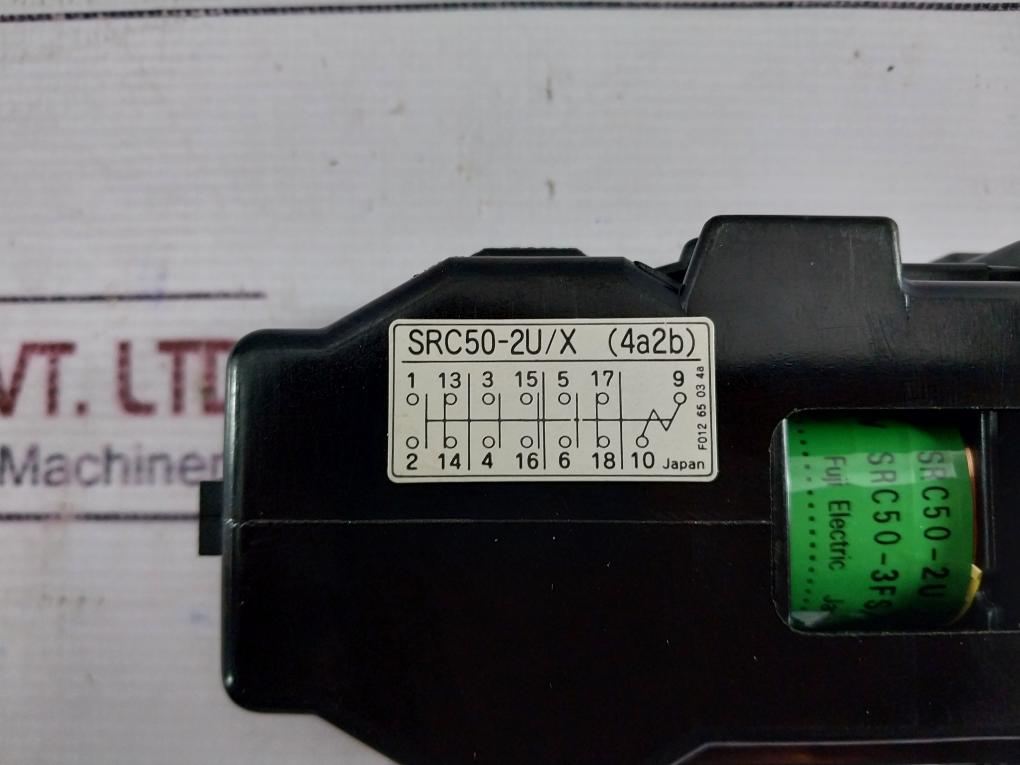 VT. LTD
Machiner
SRC50-2U/X (4a2b)
1 13 3 15 5 17 9
2 14 4 16 6 18 10 Japan
F012 65 03 4a
SRC50-2U
SRC50-3FS
Fuji Electric